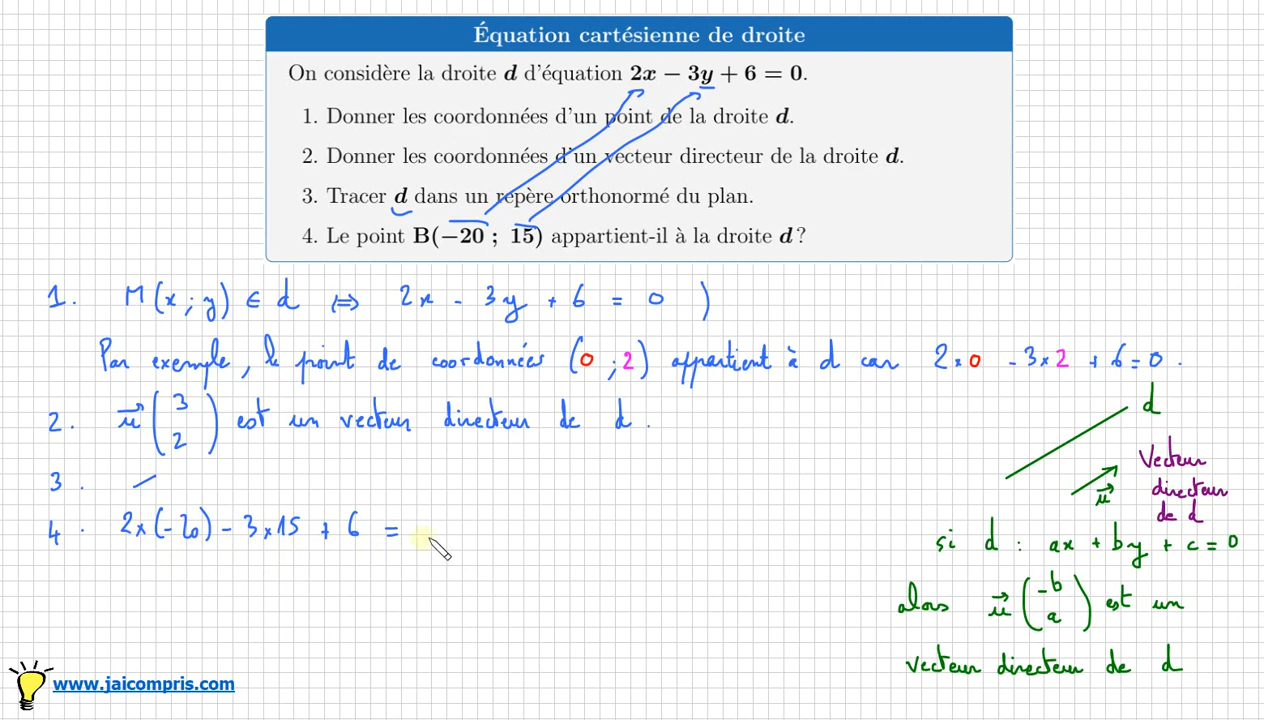 Équation cartésienne de droite
On considère la droite d d'équation 2x − 3y + 6 = 0.
1. Donner les coordonnées d'un point de la droite d.
2. Donner les coordonnées d'un vecteur directeur de la droite d.
3. Tracer d dans un repère orthonormé du plan.
4. Le point B(−20 ; 15) appartient-il à la droite d ?
1. M(x ; y) ∈ d ⟺ 2x - 3y + 6 = 0 )
Par exemple, le point de coordonnées (0 ; 2) appartient à d car 2×0 - 3×2 + 6 = 0.
2. u⃗ (3
2) est un vecteur directeur de d.
3.
4. 2×(-20) - 3×15 + 6 =
d
u⃗
Vecteur
directeur
de d
si d : ax + by + c = 0
alors u⃗ (-b
a) est un
vecteur directeur de d
www.jaicompris.com